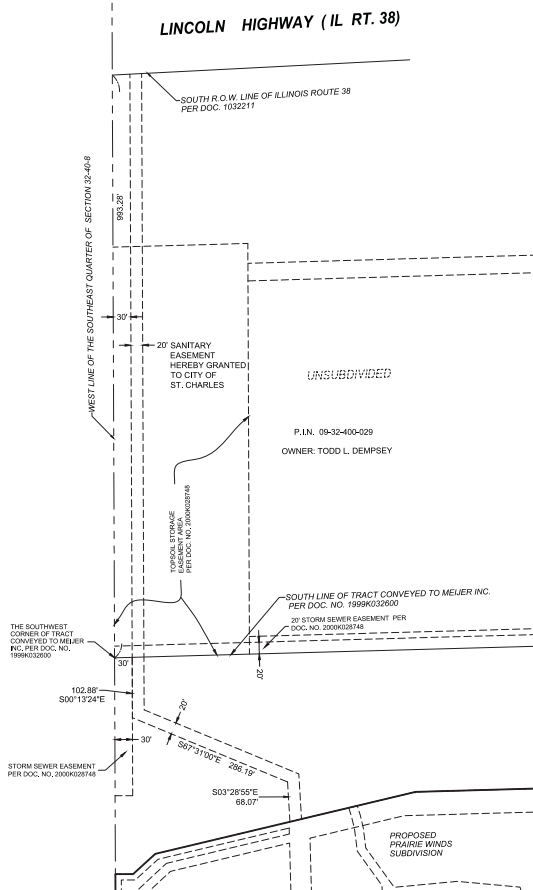 LINCOLN HIGHWAY ( IL RT. 38)
SOUTH R.O.W. LINE OF ILLINOIS ROUTE 38
PER DOC. 1032211
WEST LINE OF THE SOUTHEAST QUARTER OF SECTION 32-40-8
993.28'
30'
20' SANITARY
EASEMENT
HEREBY GRANTED
TO CITY OF
ST. CHARLES
UNSUBDIVIDED
P.I.N. 09-32-400-029
OWNER: TODD L. DEMPSEY
TOPSOIL STORAGE
EASEMENT AREA
PER DOC. NO. 2000K028748
SOUTH LINE OF TRACT CONVEYED TO MEIJER INC.
PER DOC. NO. 1999K032600
20' STORM SEWER EASEMENT PER
DOC. NO. 2000K028748
THE SOUTHWEST
CORNER OF TRACT
CONVEYED TO MEIJER
INC, PER DOC, NO.
1999K032600
30'
20'
102.88'
S00°13'24"E
20'
30'
S67°31'00"E 286.19'
STORM SEWER EASEMENT
PER DOC, NO, 2000K028748
S03°28'55"E
68.07'
PROPOSED
PRAIRIE WINDS
SUBDIVISION